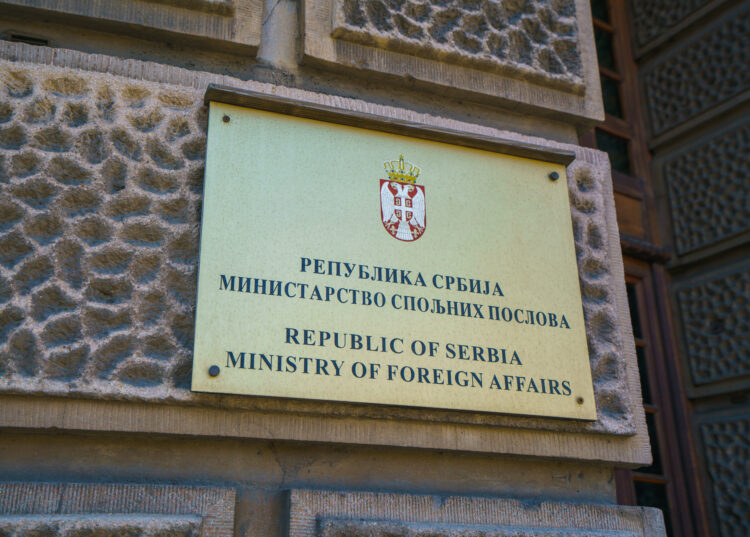 РЕПУБЛИКА СРБИЈА
МИНИСТАРСТВО СПОЉНИХ ПОСЛОВА
REPUBLIC OF SERBIA
MINISTRY OF FOREIGN AFFAIRS